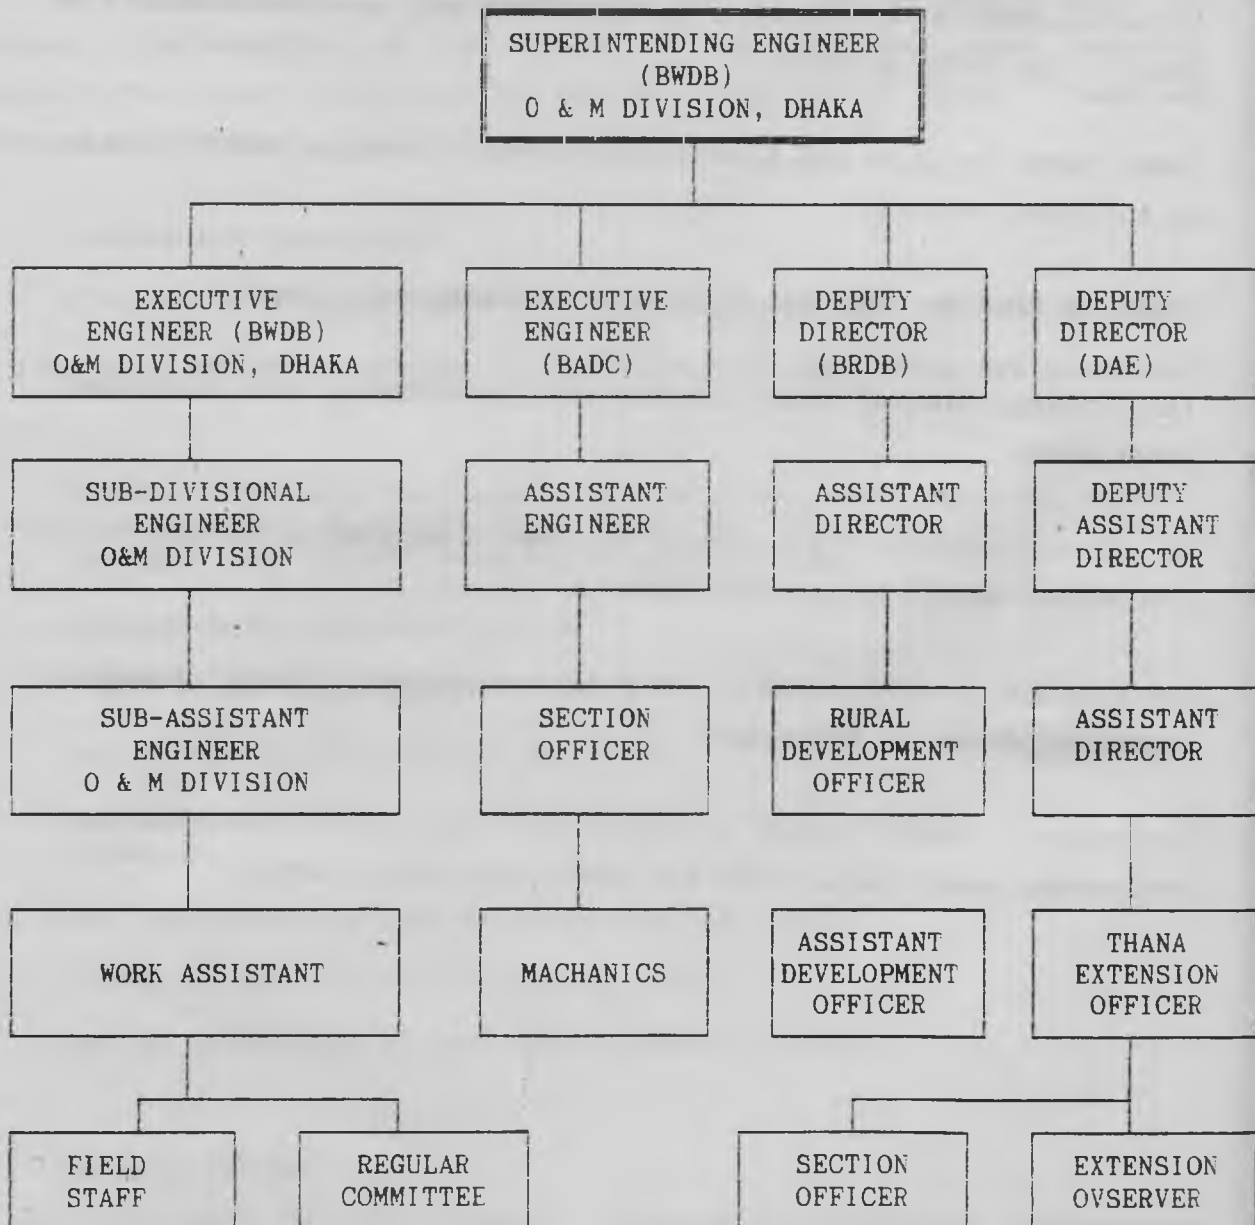 SUPERINTENDING ENGINEER
(BWDB)
O & M DIVISION, DHAKA
EXECUTIVE
ENGINEER (BWDB)
O&M DIVISION, DHAKA
EXECUTIVE
ENGINEER
(BADC)
DEPUTY
DIRECTOR
(BRDB)
DEPUTY
DIRECTOR
(DAE)
SUB-DIVISIONAL
ENGINEER
O&M DIVISION
ASSISTANT
ENGINEER
ASSISTANT
DIRECTOR
DEPUTY
ASSISTANT
DIRECTOR
SUB-ASSISTANT
ENGINEER
O & M DIVISION
SECTION
OFFICER
RURAL
DEVELOPMENT
OFFICER
ASSISTANT
DIRECTOR
WORK ASSISTANT
MACHANICS
ASSISTANT
DEVELOPMENT
OFFICER
THANA
EXTENSION
OFFICER
FIELD
STAFF
REGULAR
COMMITTEE
SECTION
OFFICER
EXTENSION
OVSERVER